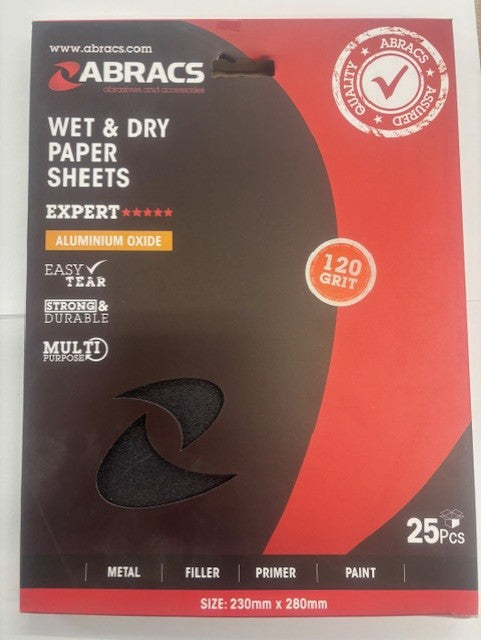 www.abracs.com
ABRACS
abrasives and accessories
ABRACS
QUALITY
ASSURED
WET & DRY
PAPER
SHEETS
EXPERT
ALUMINIUM OXIDE
EASY
TEAR
STRONG &
DURABLE
MULTI
PURPOSE
120
GRIT
25Pcs
METAL FILLER PRIMER PAINT
SIZE: 230mm x 280mm